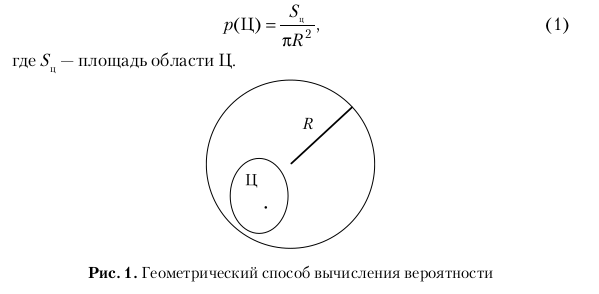 p(Ц) = S_ц / πR², (1)
где S_ц — площадь области Ц.
R
Ц
Рис. 1. Геометрический способ вычисления вероятности